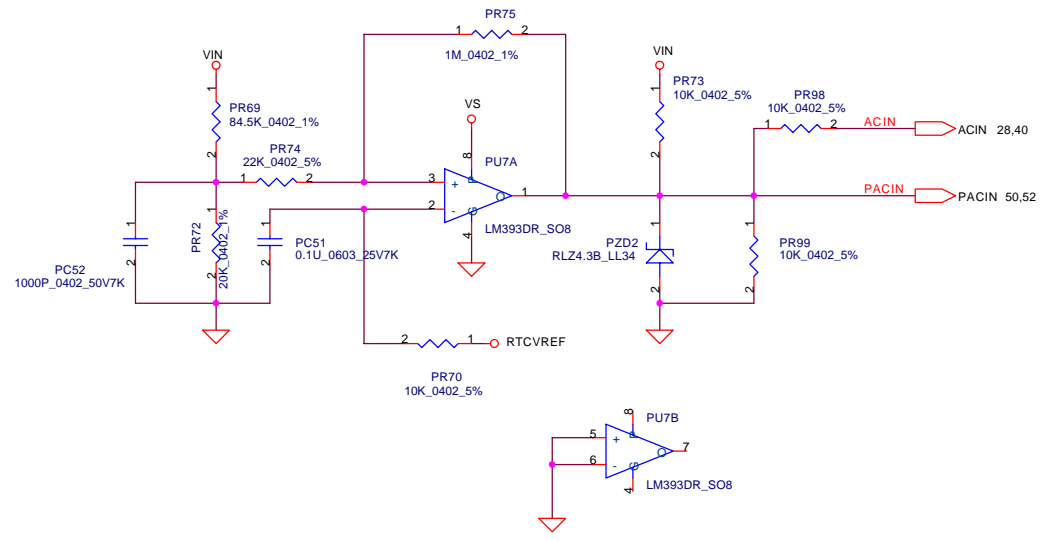 PR75
1 2
1M_0402_1%
VIN
1
PR69
84.5K_0402_1%
2
PR74
22K_0402_5%
1 2
VS
8
PU7A
3 +
2 -
O 1
4
LM393DR_SO8
VIN
1
PR73
10K_0402_5%
2
PR98
10K_0402_5%
1 2
ACIN
ACIN 28,40
PACIN
PACIN 50,52
1
PC52
1000P_0402_50V7K
2
1
PR72
20K_0402_1%
2
1
PC51
0.1U_0603_25V7K
2
1
PZD2
RLZ4.3B_LL34
2
1
PR99
10K_0402_5%
2
2 1
RTCVREF
PR70
10K_0402_5%
8
PU7B
5 +
6 -
O 7
4
LM393DR_SO8